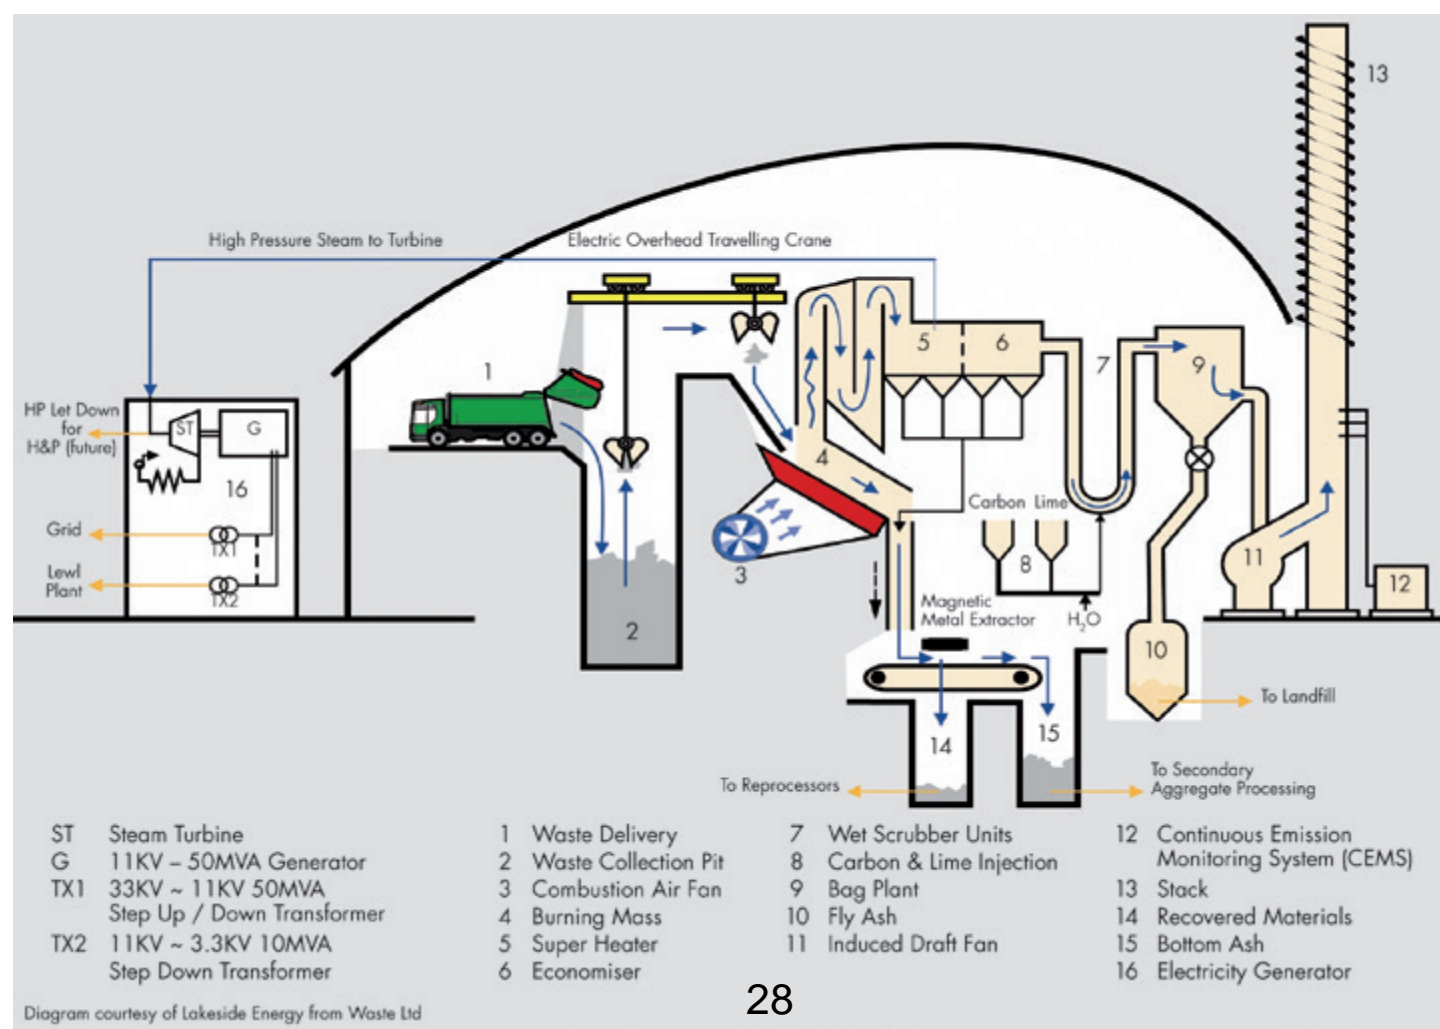 13
High Pressure Steam to Turbine
Electric Overhead Travelling Crane
5
6
7
9
1
HP Let Down
for
H&P (future)
ST
G
4
16
Carbon Lime
Grid
TX1
3
8
11
12
Lewl
Plant
TX2
Magnetic
Metal Extractor
H₂O
2
10
To Landfill
14
15
To Reprocessors
To Secondary
Aggregate Processing
ST Steam Turbine
G 11KV – 50MVA Generator
TX1 33KV ~ 11KV 50MVA
Step Up / Down Transformer
TX2 11KV ~ 3.3KV 10MVA
Step Down Transformer
1 Waste Delivery
2 Waste Collection Pit
3 Combustion Air Fan
4 Burning Mass
5 Super Heater
6 Economiser
7 Wet Scrubber Units
8 Carbon & Lime Injection
9 Bag Plant
10 Fly Ash
11 Induced Draft Fan
12 Continuous Emission
Monitoring System (CEMS)
13 Stack
14 Recovered Materials
15 Bottom Ash
16 Electricity Generator
28
Diagram courtesy of Lakeside Energy from Waste Ltd